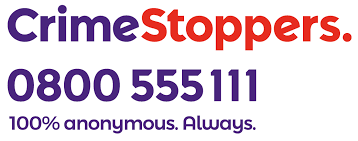 CrimeStoppers.
0800 555 111
100% anonymous. Always.